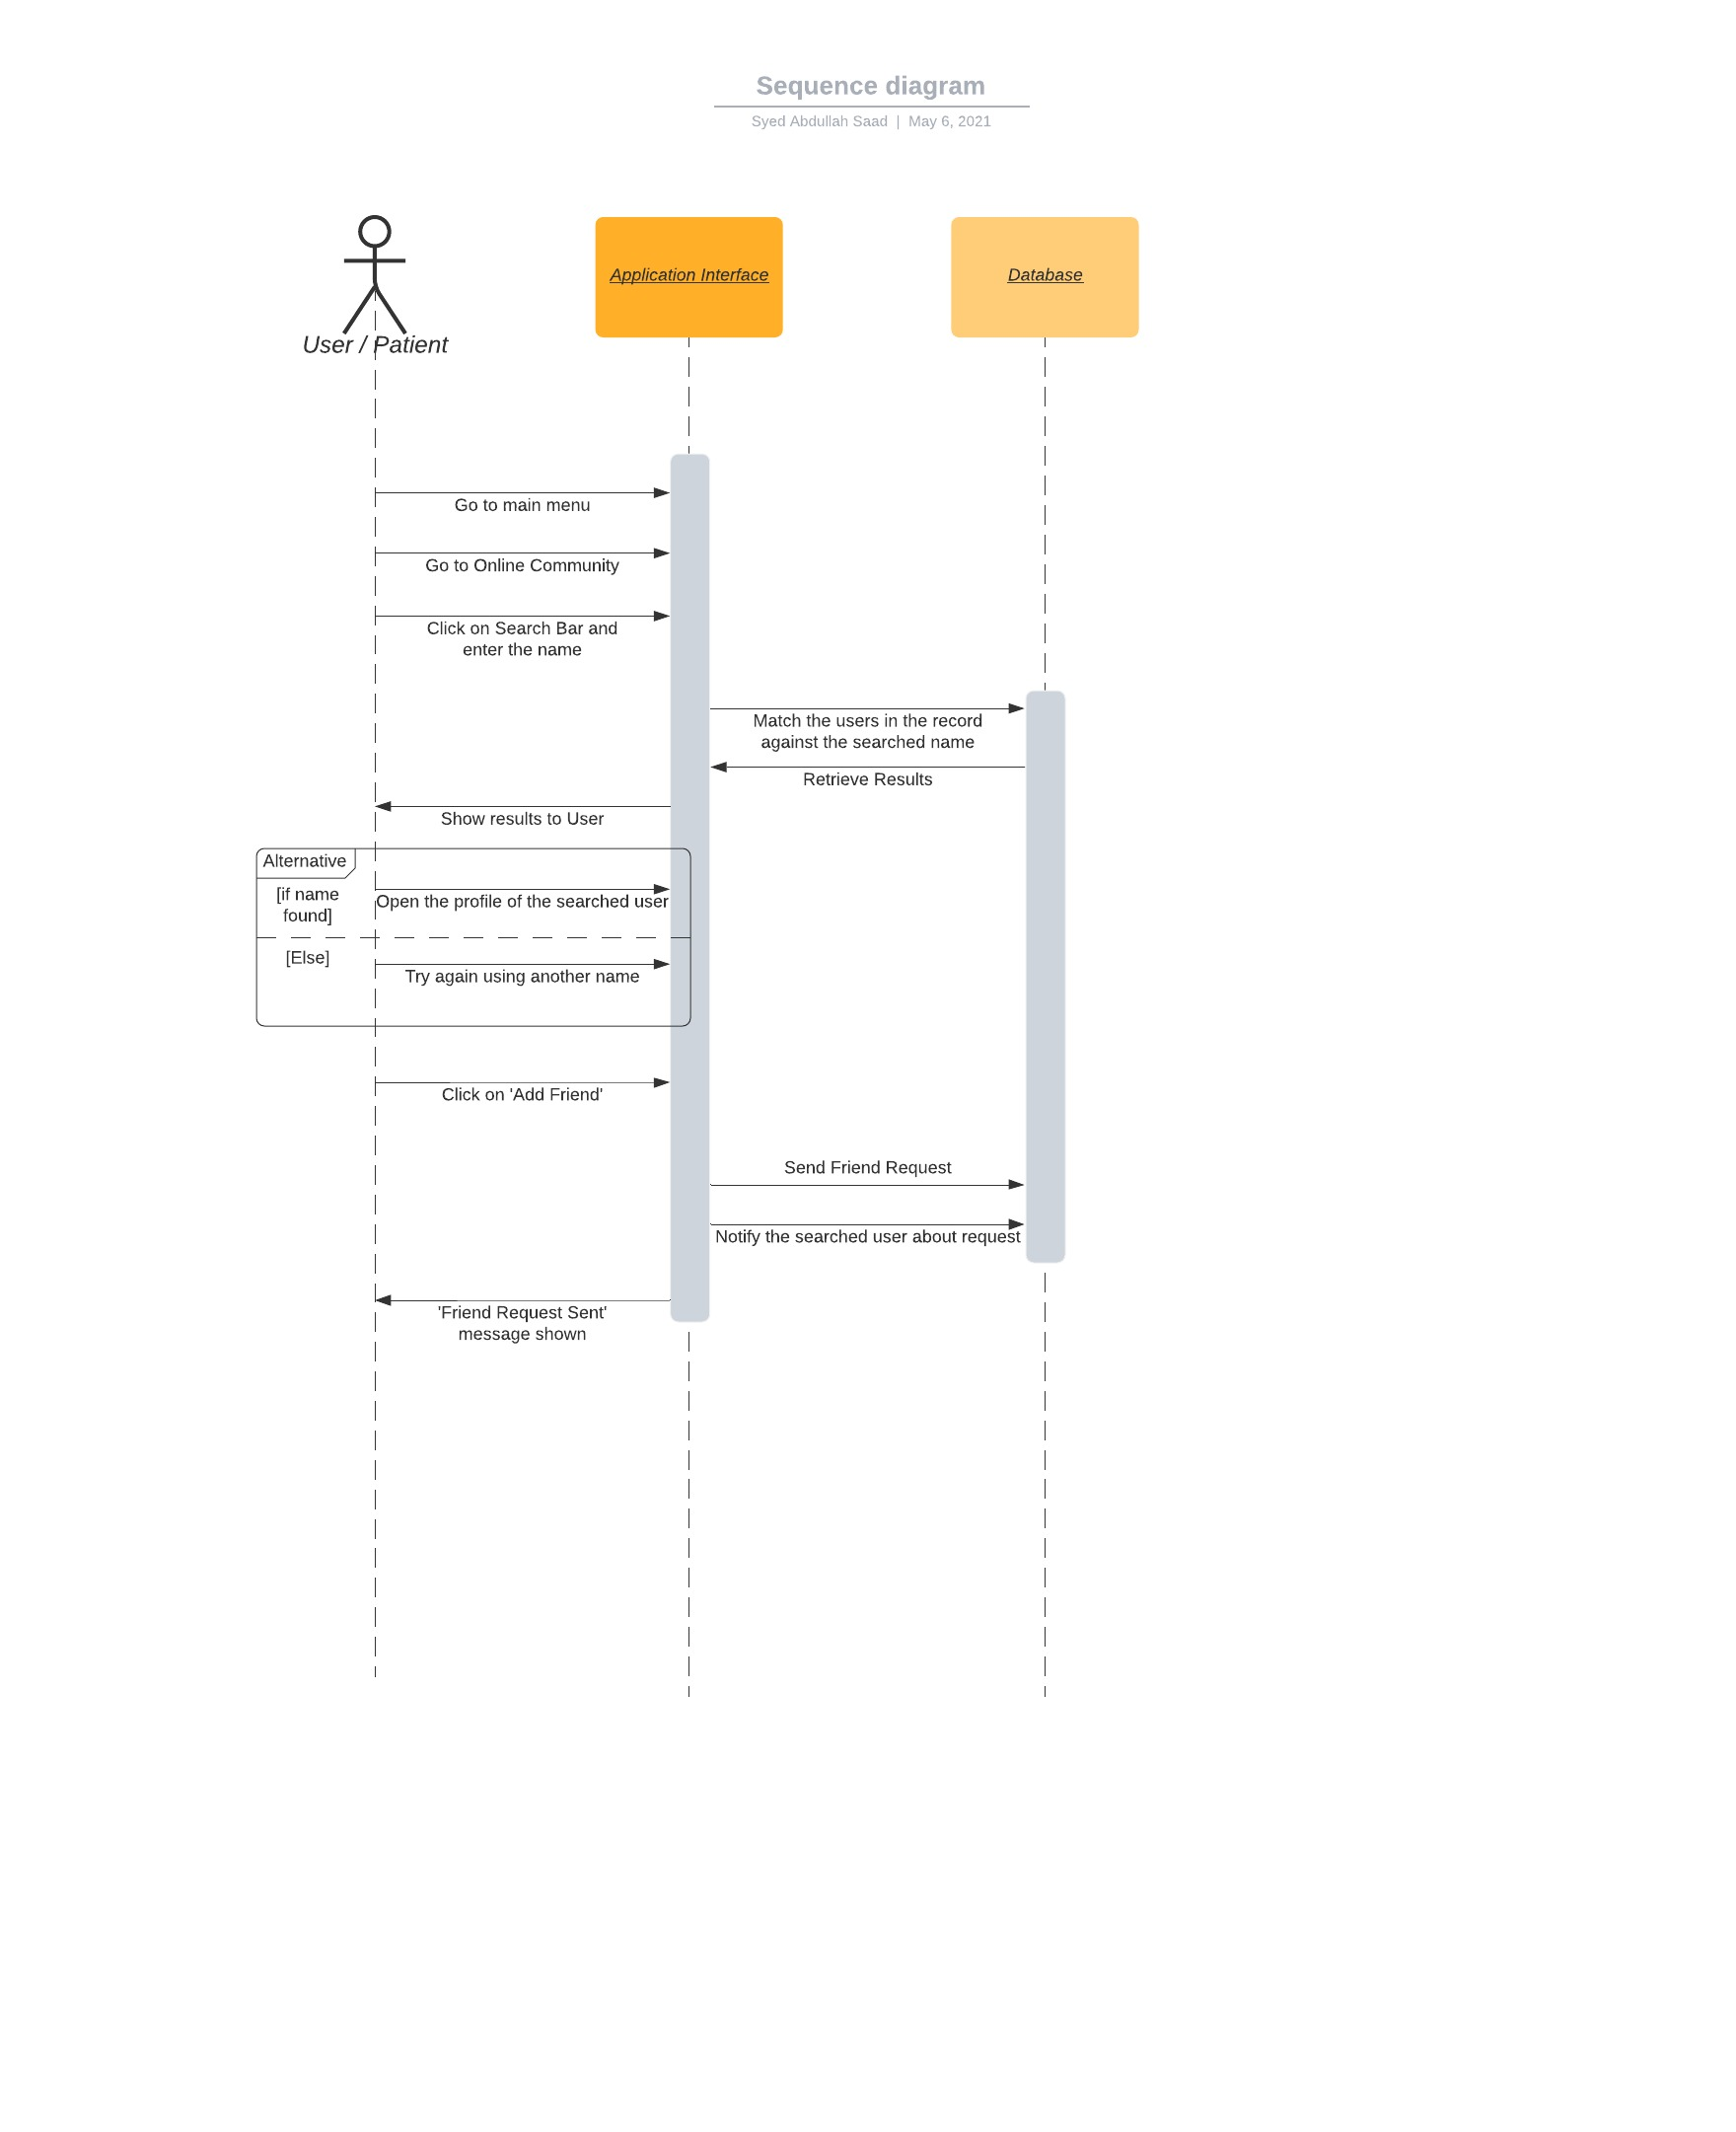 Sequence diagram
Syed Abdullah Saad | May 6, 2021
User / Patient
Application Interface
Database
Go to main menu
Go to Online Community
Click on Search Bar and
enter the name
Match the users in the record
against the searched name
Retrieve Results
Show results to User
Alternative
[if name
found]
Open the profile of the searched user
[Else]
Try again using another name
Click on 'Add Friend'
Send Friend Request
Notify the searched user about request
'Friend Request Sent'
message shown